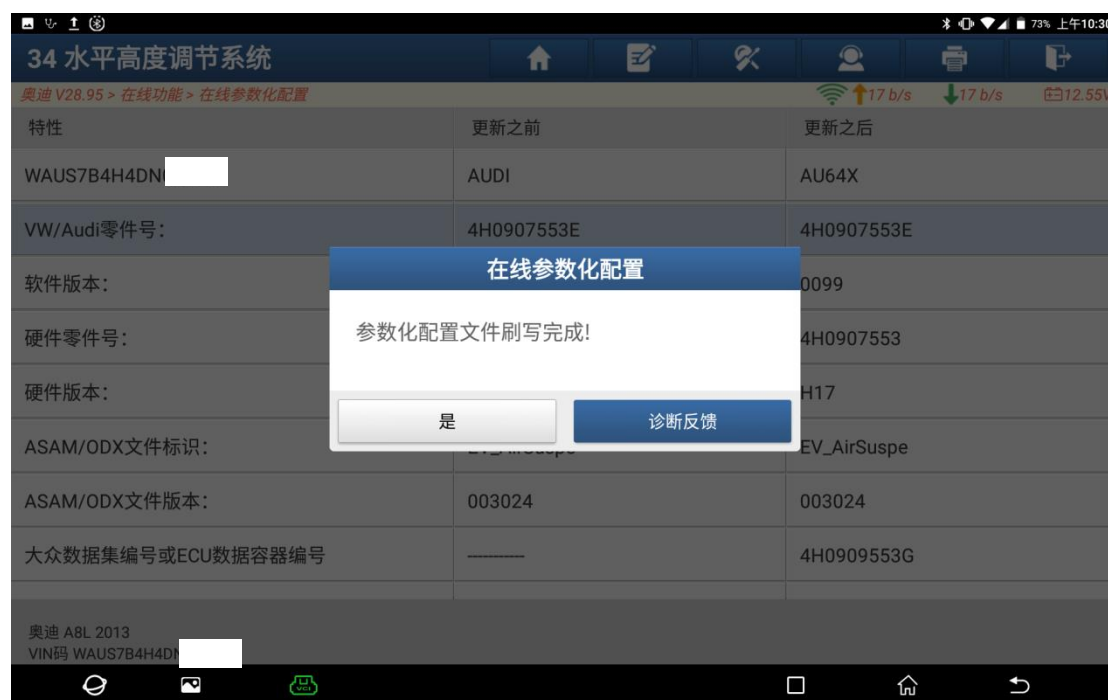 73% 上午10:30
34 水平高度调节系统
奥迪 V28.95 > 在线功能 > 在线参数化配置
17 b/s 17 b/s 12.55V
特性 更新之前 更新之后
WAUS7B4H4DN AUDI AU64X
VW/Audi零件号： 4H0907553E 4H0907553E
在线参数化配置
软件版本： 0099
参数化配置文件刷写完成!
硬件零件号： 4H0907553
硬件版本： H17
是 诊断反馈
ASAM/ODX文件标识： EV_AirSuspe EV_AirSuspe
ASAM/ODX文件版本： 003024 003024
大众数据集编号或ECU数据容器编号 ----------- 4H0909553G
奥迪 A8L 2013
VIN码 WAUS7B4H4DN
VCI